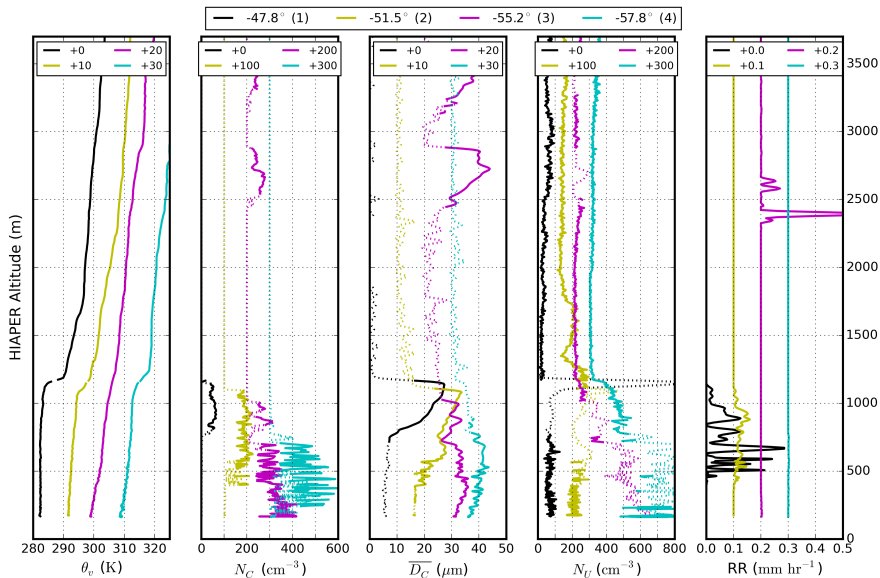 -47.8° (1) -51.5° (2) -55.2° (3) -57.8° (4)
+0 +20 +10 +30
+0 +200 +100 +300
+0 +20 +10 +30
+0 +200 +100 +300
+0.0 +0.2 +0.1 +0.3
HIAPER Altitude (m)
3500
3000
2500
2000
1500
1000
500
0
280 290 300 310 320
0 200 400 600
0 10 20 30 40 50
0 200 400 600 800
0.0 0.1 0.2 0.3 0.4 0.5
θv (K)
NC (cm⁻³)
DC (μm)
NU (cm⁻³)
RR (mm hr⁻¹)